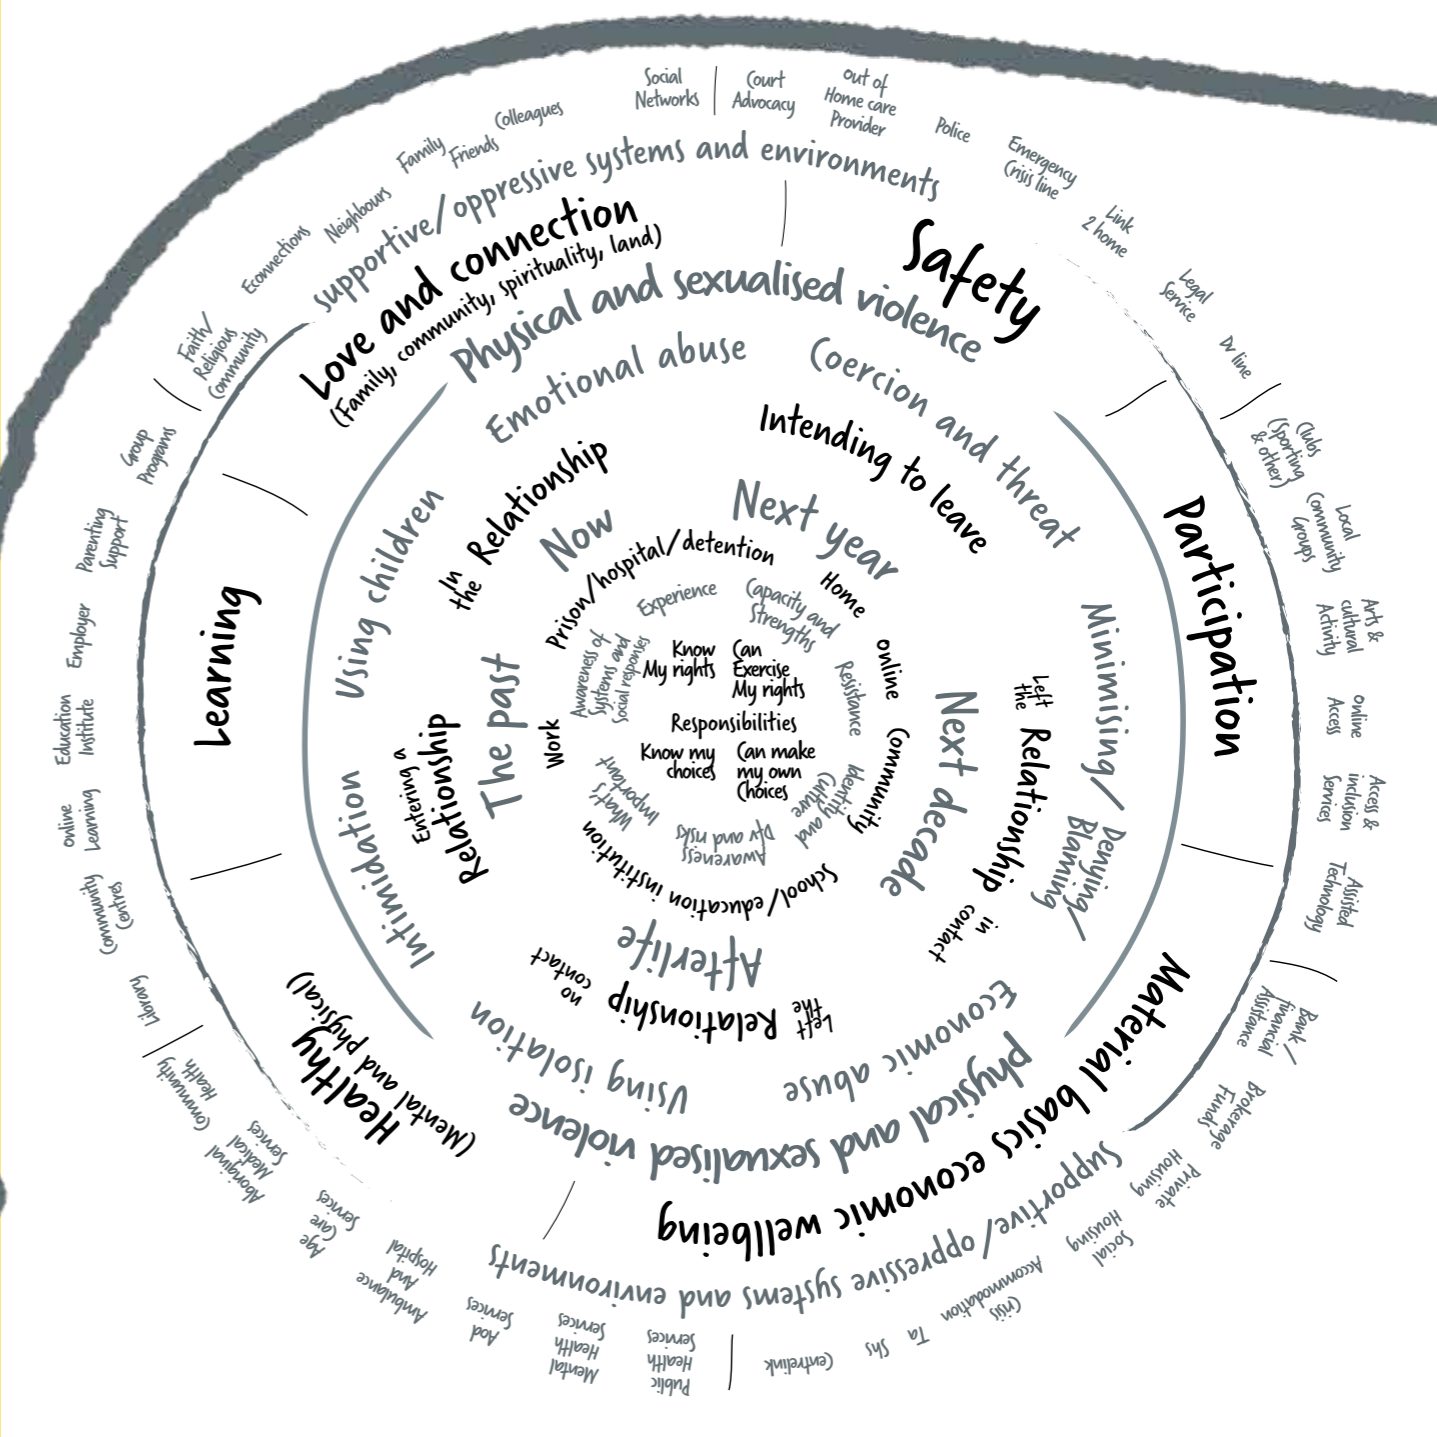 Social
Networks
Court
Advocacy
Out of
Home care
Provider
Police
Emergency
Crisis line
Link
2 home
Legal
Service
Dv line
Clubs
(Sporting
& other)
Local
Community
Groups
Arts &
cultural
Activity
Online
Access
Access &
inclusion
Services
Assisted
Technology
Bank/
financial
Assistance
Brokerage
Funds
Private
Housing
Social
Housing
Crisis
Accommodation
Ta
Shs
Centrelink
Public
Health
Services
Mental
Health
Services
Aod
Services
Ambulance
And
Hospital
Age
Care
Services
Aboriginal
Medical
Services
Community
Health
Library
Community
Centres
Online
Learning
Education
Institute
Employer
Parenting
Support
Group
Programs
Faith/
Religious
Community
Econnections
Neighbours
Family
Friends
Colleagues
supportive/oppressive systems and environments
Supportive/oppressive systems and environments
Love and connection
(Family, community, spirituality, land)
Safety
Participation
Material basics economic wellbeing
Healthy
(Mental and physical)
Learning
Physical and sexualised violence
physical and sexualised violence
Emotional abuse
Coercion and threat
Minimising/
Denying/
Blaming
Economic abuse
Using isolation
Intimidation
Using children
In
the Relationship
Intending to leave
Left
the Relationship
in
contact
Left
the Relationship
no
contact
Entering a
Relationship
Now
Next year
Next decade
Afterlife
The past
Prison/hospital/detention
Home
Online
Community
School/education institution
Work
Experience
Capacity and
Strengths
Resistance
Identity and
Culture
Awareness
Dfv and risks
What's
Important
Awareness of
Systems and
Social responses
Know
My rights
Can
Exercise
My rights
Responsibilities
Know my
choices
Can make
my own
Choices